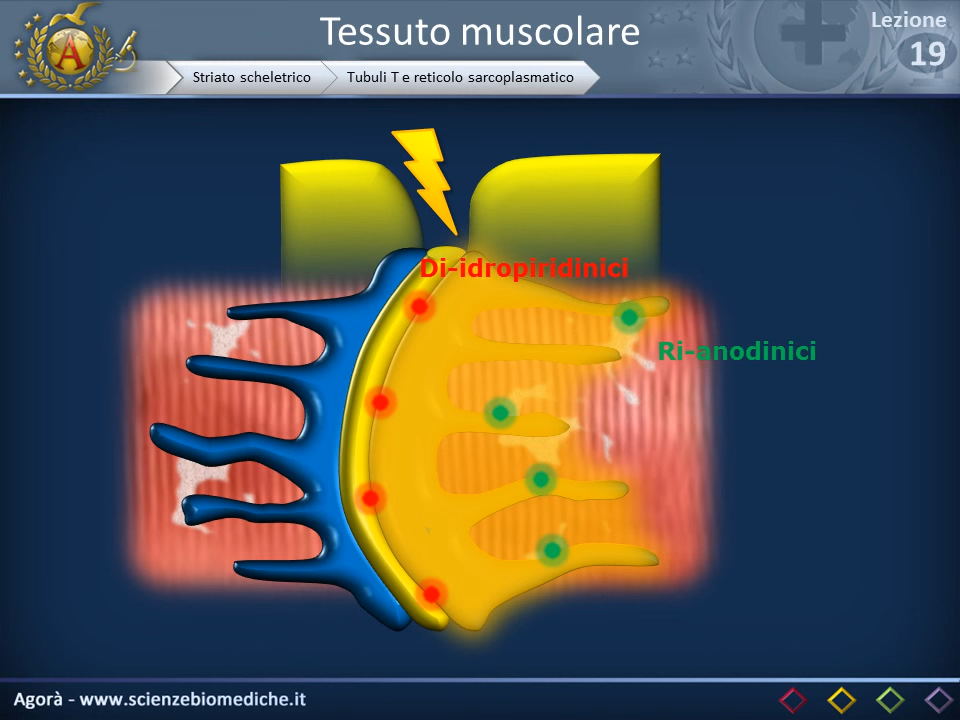 Tessuto muscolare
Lezione
19
Striato scheletrico
Tubuli T e reticolo sarcoplasmatico
A
Di-idropiridinici
Ri-anodinici
Agorà - www.scienzebiomediche.it